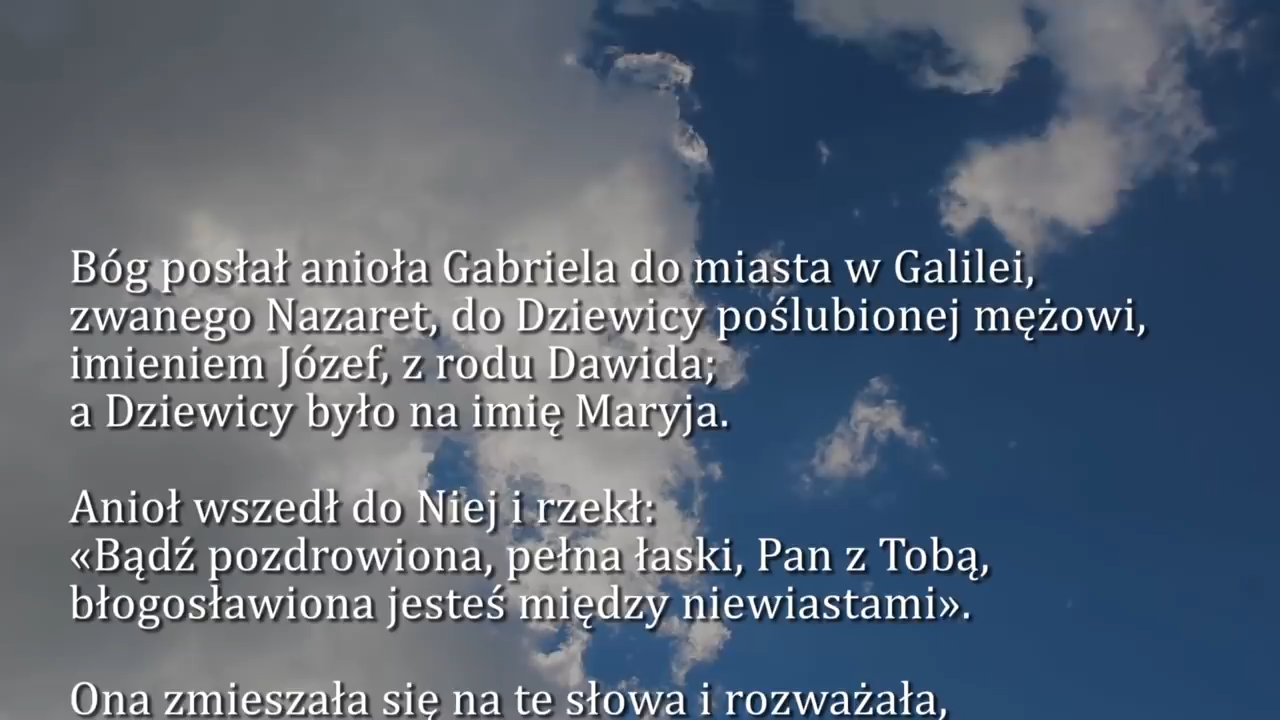 Bóg posłał anioła Gabriela do miasta w Galilei,
zwanego Nazaret, do Dziewicy poślubionej mężowi,
imieniem Józef, z rodu Dawida;
a Dziewicy było na imię Maryja.
Anioł wszedł do Niej i rzekł:
«Bądź pozdrowiona, pełna łaski, Pan z Tobą,
błogosławiona jesteś między niewiastami».
Ona zmieszała się na te słowa i rozważała,